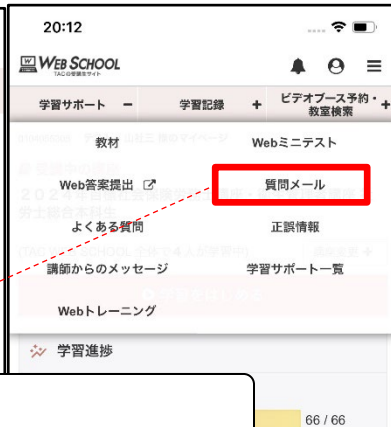 20:12
WEB SCHOOL
TACの受講生サイト
学習サポート − 学習記録 + ビデオブース予約・教室検索 +
教材 Webミニテスト
Web答案提出 質問メール
よくある質問 正誤情報
講師からのメッセージ 学習サポート一覧
Webトレーニング
学習進捗
66 / 66